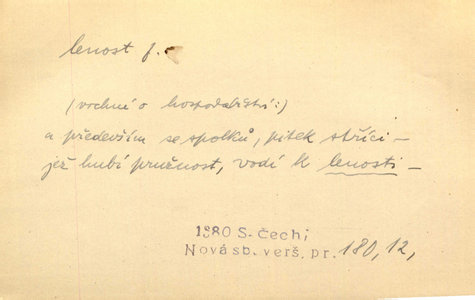 lenost f.
(vrchní o hospodářství:)
a především se spolků, pitek stříci –
jež hubí pružnost, vodí k lenosti –
1880 S. Čech,
Nová sb. verš. pr. 180, 12,